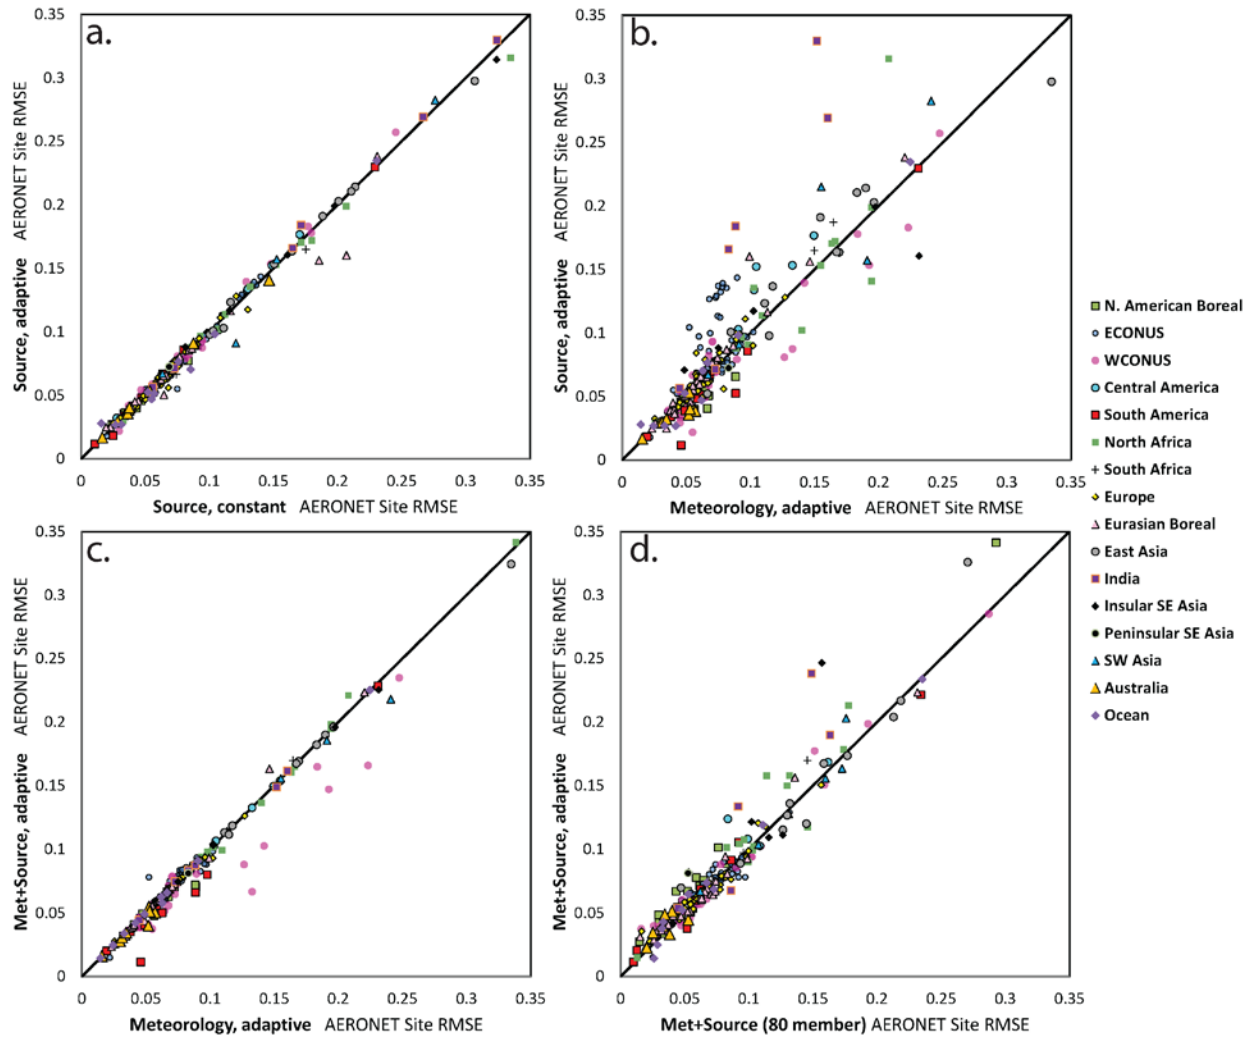 a.
0.35
0.3
0.25
0.2
0.15
0.1
0.05
0
Source, adaptive AERONET Site RMSE
0 0.05 0.1 0.15 0.2 0.25 0.3 0.35
Source, constant AERONET Site RMSE
b.
0.35
0.3
0.25
0.2
0.15
0.1
0.05
0
Source, adaptive AERONET Site RMSE
0 0.05 0.1 0.15 0.2 0.25 0.3 0.35
Meteorology, adaptive AERONET Site RMSE
c.
0.35
0.3
0.25
0.2
0.15
0.1
0.05
0
Met+Source, adaptive AERONET Site RMSE
0 0.05 0.1 0.15 0.2 0.25 0.3 0.35
Meteorology, adaptive AERONET Site RMSE
d.
0.35
0.3
0.25
0.2
0.15
0.1
0.05
0
Met+Source, adaptive AERONET Site RMSE
0 0.05 0.1 0.15 0.2 0.25 0.3 0.35
Met+Source (80 member) AERONET Site RMSE
N. American Boreal
ECONUS
WCONUS
Central America
South America
North Africa
South Africa
Europe
Eurasian Boreal
East Asia
India
Insular SE Asia
Peninsular SE Asia
SW Asia
Australia
Ocean